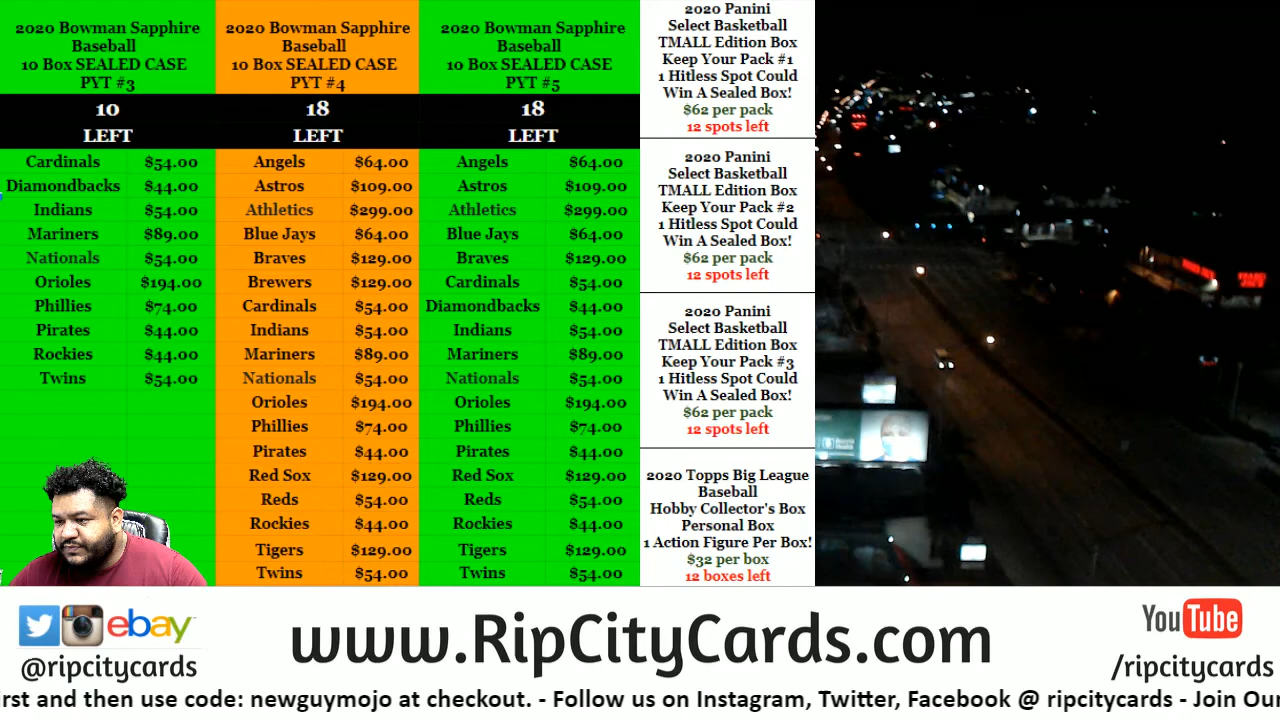 2020 Bowman Sapphire
Baseball
10 Box SEALED CASE
PYT #3
10
LEFT
Cardinals $54.00
Diamondbacks $44.00
Indians $54.00
Mariners $89.00
Nationals $54.00
Orioles $194.00
Phillies $74.00
Pirates $44.00
Rockies $44.00
Twins $54.00
2020 Bowman Sapphire
Baseball
10 Box SEALED CASE
PYT #4
18
LEFT
Angels $64.00
Astros $109.00
Athletics $299.00
Blue Jays $64.00
Braves $129.00
Brewers $129.00
Cardinals $54.00
Indians $54.00
Mariners $89.00
Nationals $54.00
Orioles $194.00
Phillies $74.00
Pirates $44.00
Red Sox $129.00
Reds $54.00
Rockies $44.00
Tigers $129.00
Twins $54.00
2020 Bowman Sapphire
Baseball
10 Box SEALED CASE
PYT #5
18
LEFT
Angels $64.00
Astros $109.00
Athletics $299.00
Blue Jays $64.00
Braves $129.00
Cardinals $54.00
Diamondbacks $44.00
Indians $54.00
Mariners $89.00
Nationals $54.00
Orioles $194.00
Phillies $74.00
Pirates $44.00
Red Sox $129.00
Reds $54.00
Rockies $44.00
Tigers $129.00
Twins $54.00
2020 Panini
Select Basketball
TMALL Edition Box
Keep Your Pack #1
1 Hitless Spot Could
Win A Sealed Box!
$62 per pack
12 spots left
2020 Panini
Select Basketball
TMALL Edition Box
Keep Your Pack #2
1 Hitless Spot Could
Win A Sealed Box!
$62 per pack
12 spots left
2020 Panini
Select Basketball
TMALL Edition Box
Keep Your Pack #3
1 Hitless Spot Could
Win A Sealed Box!
$62 per pack
12 spots left
2020 Topps Big League
Baseball
Hobby Collector's Box
Personal Box
1 Action Figure Per Box!
$32 per box
12 boxes left
ebay
@ripcitycards
www.RipCityCards.com
YouTube
/ripcitycards
irst and then use code: newguymojo at checkout. - Follow us on Instagram, Twitter, Facebook @ ripcitycards - Join Our